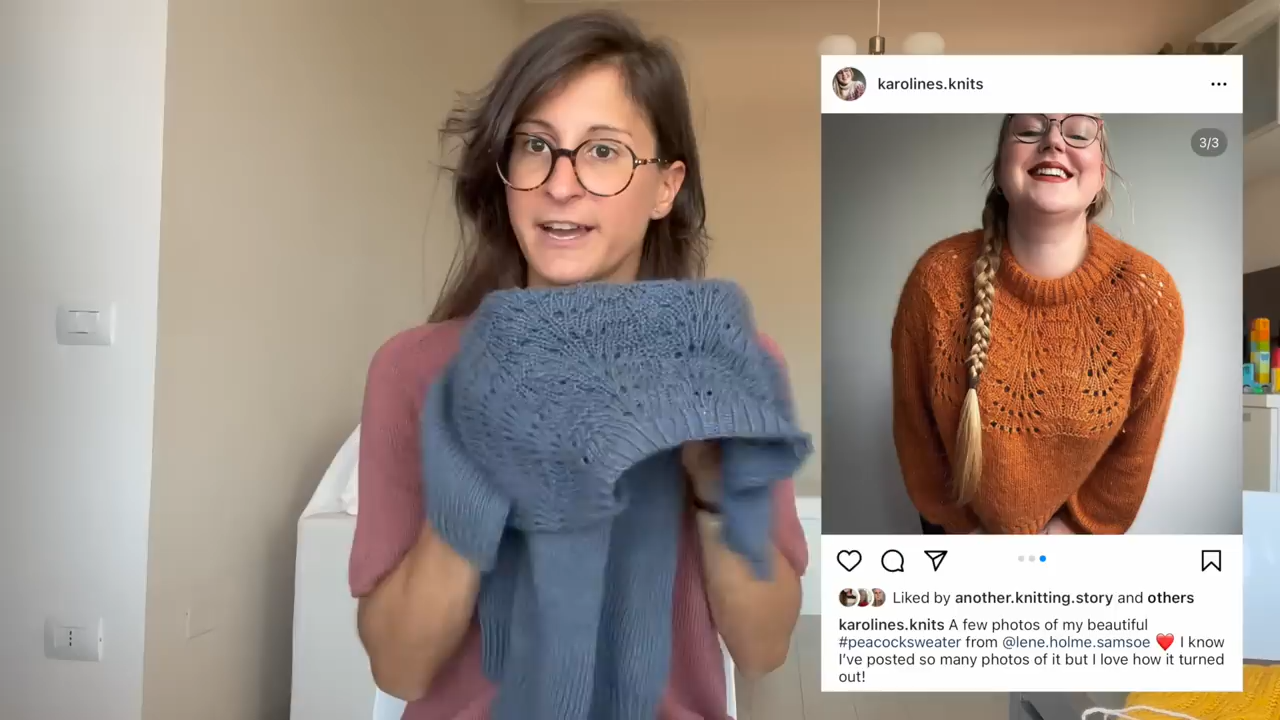 karolines.knits
3/3
Liked by another.knitting.story and others
karolines.knits A few photos of my beautiful
#peacocksweater from @lene.holme.samsoe ❤️ I know
I've posted so many photos of it but I love how it turned
out!